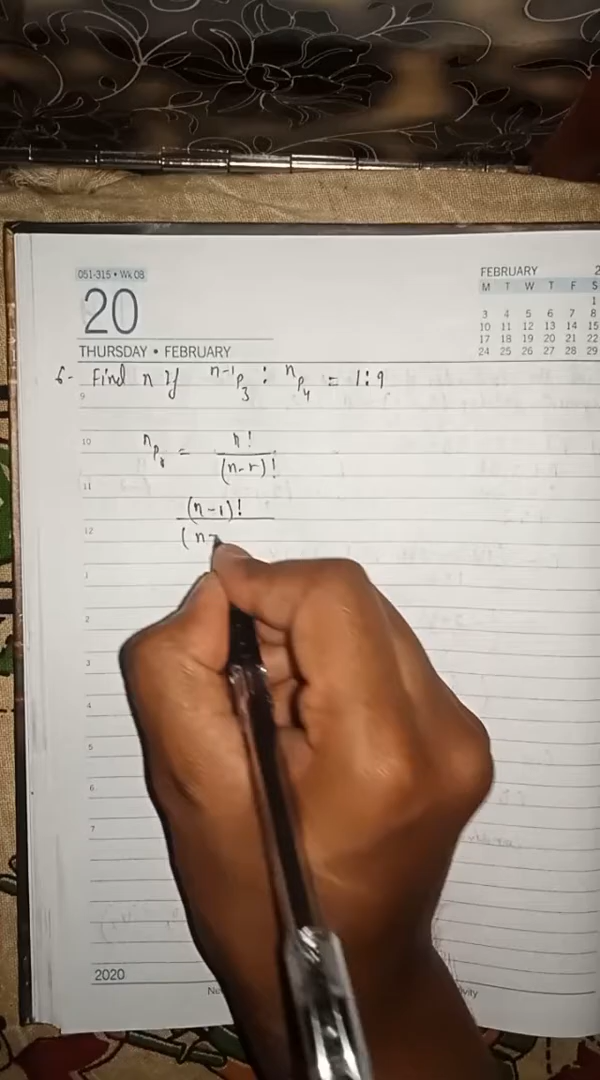 051-315 • Wk 08
20
THURSDAY • FEBRUARY
FEBRUARY 2
M T W T F S
1
3 4 5 6 7 8
10 11 12 13 14 15
17 18 19 20 21 22
24 25 26 27 28 29
6- Find n if ⁿ⁻¹P₃ : ⁿP₄ = 1:9
9
10
ⁿPᵣ = n! / (n-r)!
11
(n-1)!
12
(n-
1
2
3
4
5
6
7
2020